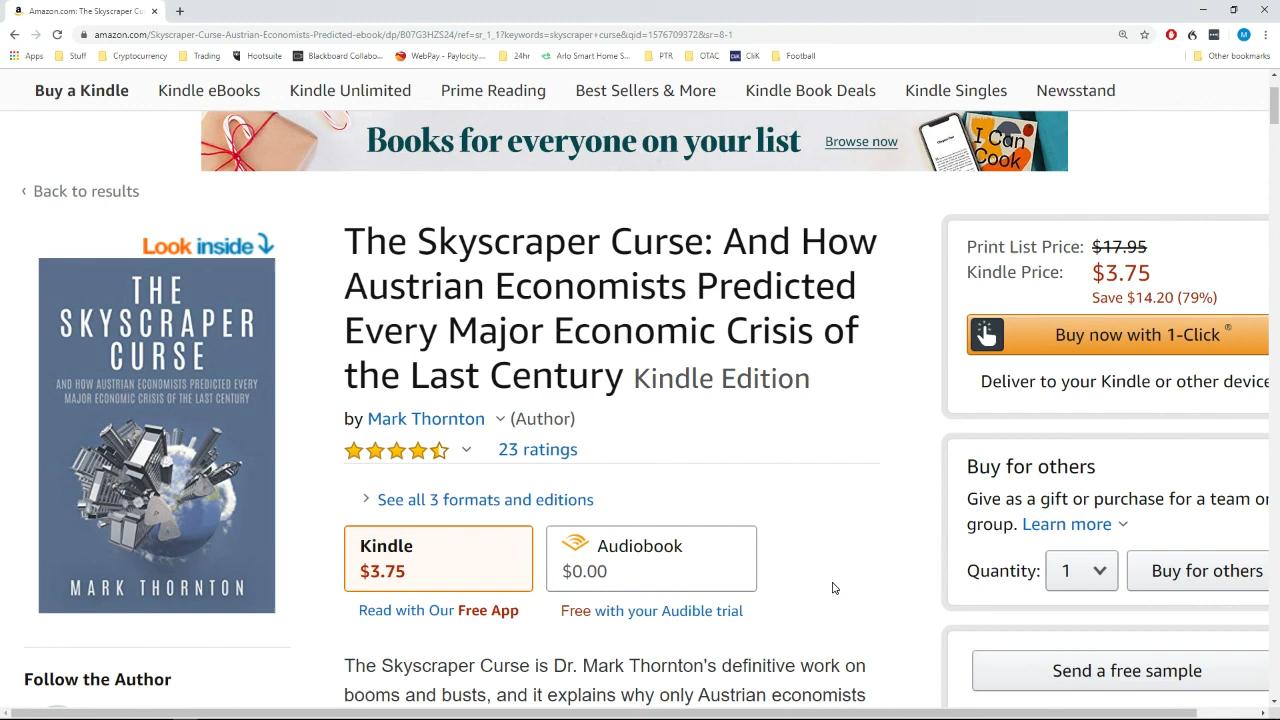 Amazon.com: The Skyscraper Cur
amazon.com/Skyscraper-Curse-Austrian-Economists-Predicted-ebook/dp/B07G3HZS24/ref=sr_1_1?keywords=skyscraper+curse&qid=1576709372&sr=8-1
Apps Stuff Cryptocurrency Trading Hootsuite Blackboard Collabo... WebPay - Paylocity... 24hr Arlo Smart Home S... PTR OTAC CliK Football Other bookmarks
Buy a Kindle Kindle eBooks Kindle Unlimited Prime Reading Best Sellers & More Kindle Book Deals Kindle Singles Newsstand
Books for everyone on your list Browse now
I Can
Cook
‹ Back to results
Look inside
THE
SKYSCRAPER
CURSE
AND HOW AUSTRIAN ECONOMISTS PREDICTED EVERY
MAJOR ECONOMIC CRISIS OF THE LAST CENTURY
MARK THORNTON
Follow the Author
The Skyscraper Curse: And How
Austrian Economists Predicted
Every Major Economic Crisis of
the Last Century Kindle Edition
by Mark Thornton (Author)
23 ratings
See all 3 formats and editions
Kindle
$3.75
Read with Our Free App
Audiobook
$0.00
Free with your Audible trial
The Skyscraper Curse is Dr. Mark Thornton's definitive work on
booms and busts, and it explains why only Austrian economists
Print List Price: $17.95
Kindle Price: $3.75
Save $14.20 (79%)
Buy now with 1-Click ®
Deliver to your Kindle or other device
Buy for others
Give as a gift or purchase for a team or
group. Learn more
Quantity: 1 Buy for others
Send a free sample